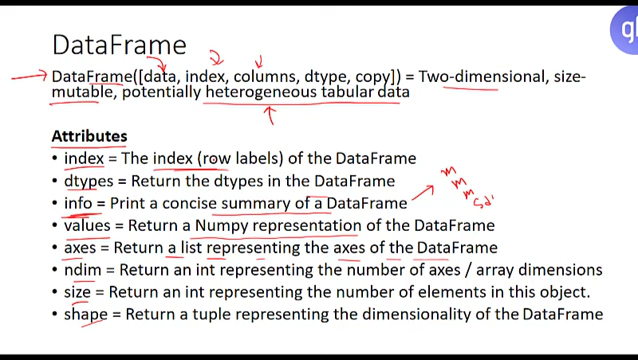 DataFrame
DataFrame([data, index, columns, dtype, copy]) = Two-dimensional, size-
mutable, potentially heterogeneous tabular data
Attributes
• index = The index (row labels) of the DataFrame
• dtypes = Return the dtypes in the DataFrame
• info = Print a concise summary of a DataFrame
• values = Return a Numpy representation of the DataFrame
• axes = Return a list representing the axes of the DataFrame
• ndim = Return an int representing the number of axes / array dimensions
• size = Return an int representing the number of elements in this object.
• shape = Return a tuple representing the dimensionality of the DataFrame